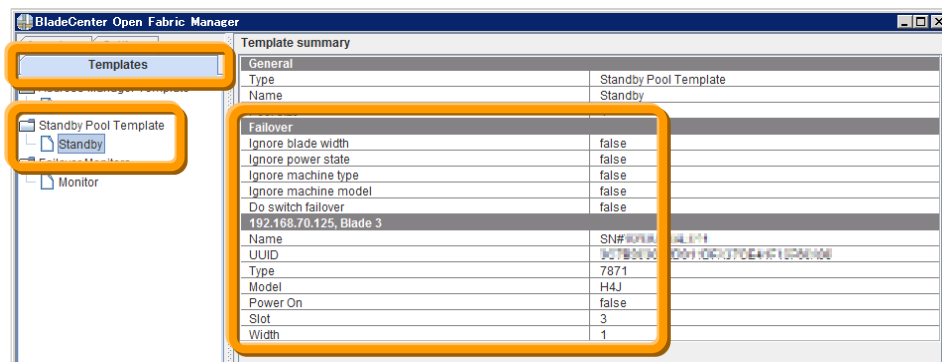 BladeCenter Open Fabric Manager
Templates
Template summary
General
Type Standby Pool Template
Name Standby
Standby Pool Template
Standby
Monitor
Failover
Ignore blade width false
Ignore power state false
Ignore machine type false
Ignore machine model false
Do switch failover false
192.168.70.125, Blade 3
Name SN#
UUID
Type 7871
Model H4J
Power On false
Slot 3
Width 1